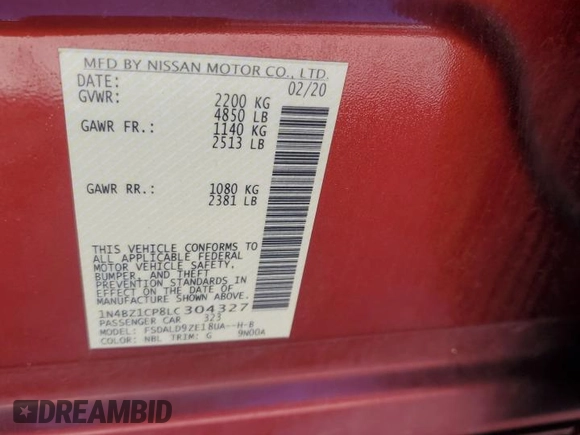 MFD BY NISSAN MOTOR CO., LTD.
DATE: 02/20
GVWR: 2200 KG
4850 LB
GAWR FR.: 1140 KG
2513 LB
GAWR RR.: 1080 KG
2381 LB
THIS VEHICLE CONFORMS TO
ALL APPLICABLE FEDERAL
MOTOR VEHICLE SAFETY,
BUMPER, AND THEFT
PREVENTION STANDARDS IN
EFFECT ON THE DATE OF
MANUFACTURE SHOWN ABOVE.
1N4BZ1CP8LC304327
PASSENGER CAR 323
MODEL: FSDALD9ZE18UA--H-B
COLOR: NBL TRIM: G 9N00A
DREAMBID